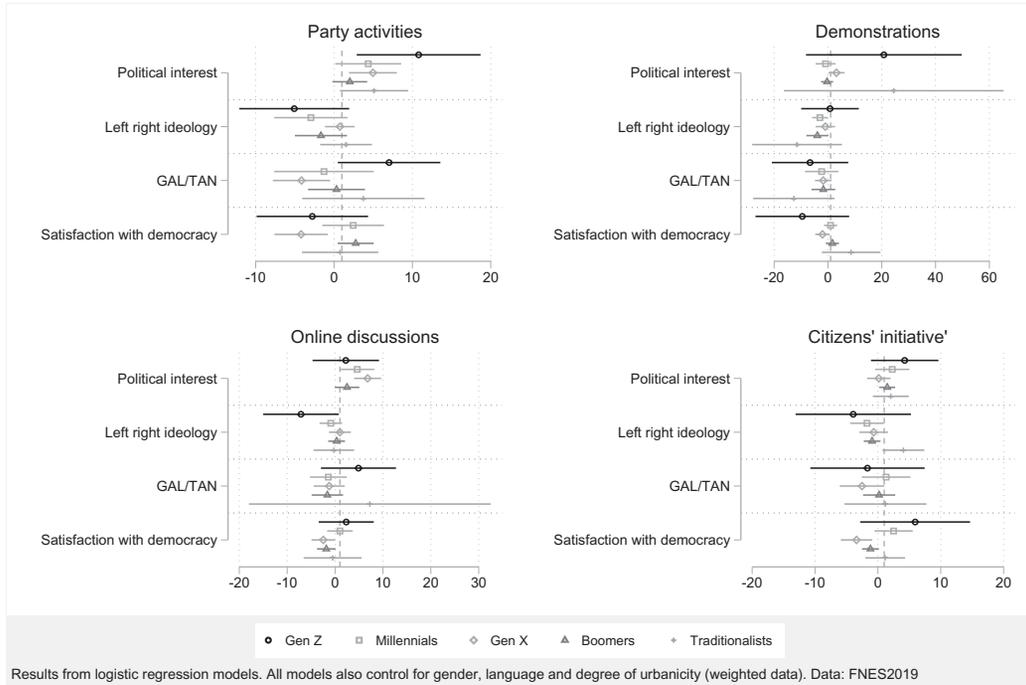 Party activities
Political interest
Left right ideology
GAL/TAN
Satisfaction with democracy
-10 0 10 20
Demonstrations
Political interest
Left right ideology
GAL/TAN
Satisfaction with democracy
-20 0 20 40 60
Online discussions
Political interest
Left right ideology
GAL/TAN
Satisfaction with democracy
-20 -10 0 10 20 30
Citizens' initiative'
Political interest
Left right ideology
GAL/TAN
Satisfaction with democracy
-20 -10 0 10 20
Gen Z Millennials Gen X Boomers Traditionalists
Results from logistic regression models. All models also control for gender, language and degree of urbanicity (weighted data). Data: FNES2019